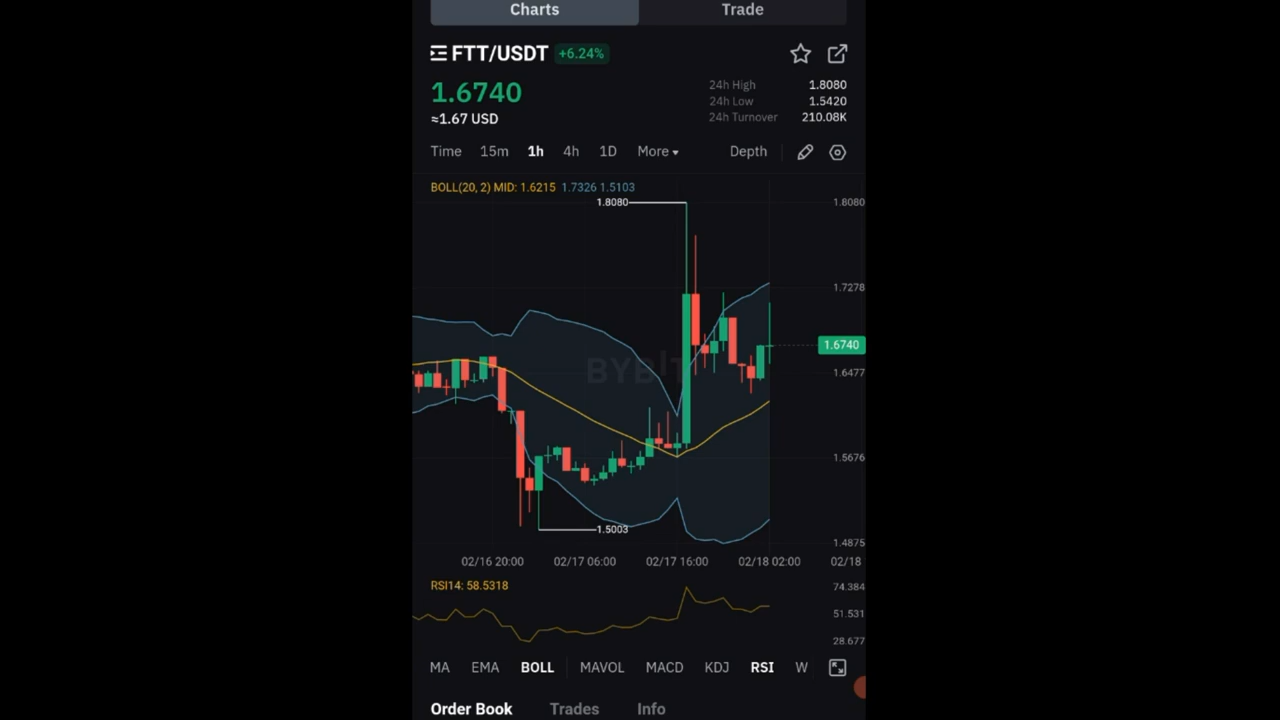 Charts Trade
FTT/USDT +6.24%
1.6740
≈1.67 USD
24h High 1.8080
24h Low 1.5420
24h Turnover 210.08K
Time 15m 1h 4h 1D More Depth
BOLL(20, 2) MID: 1.6215 1.7326 1.5103
1.8080
1.8080
1.7278
1.6740
BYBIT
1.6477
1.5676
1.5003
1.4875
02/16 20:00 02/17 06:00 02/17 16:00 02/18 02:00 02/18
RSI14: 58.5318
74.384
51.531
28.677
MA EMA BOLL MAVOL MACD KDJ RSI W
Order Book Trades Info